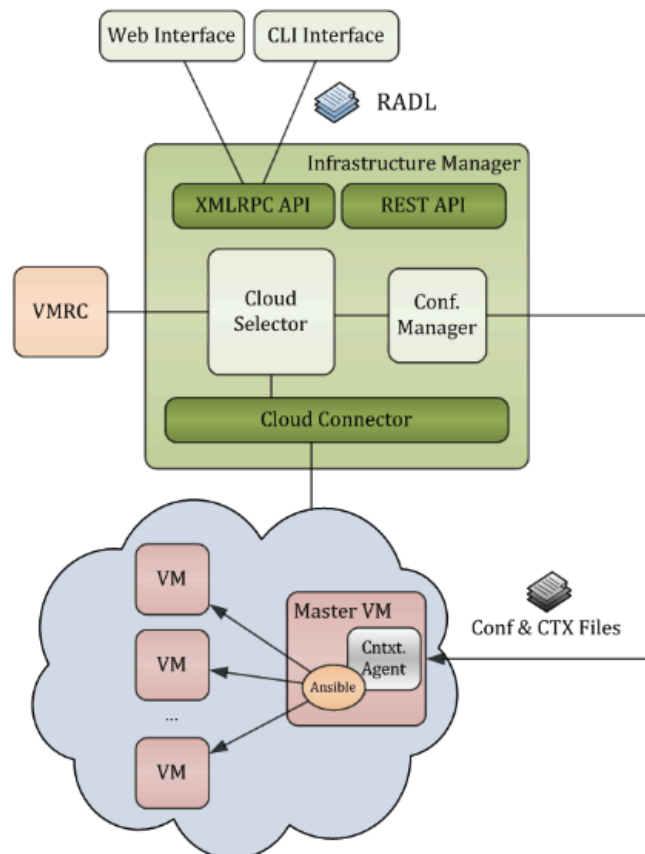 Web Interface
CLI Interface
RADL
Infrastructure Manager
XMLRPC API
REST API
VMRC
Cloud
Selector
Conf.
Manager
Cloud Connector
VM
Master VM
Conf & CTX Files
Cntxt.
Agent
VM
Ansible
...
VM